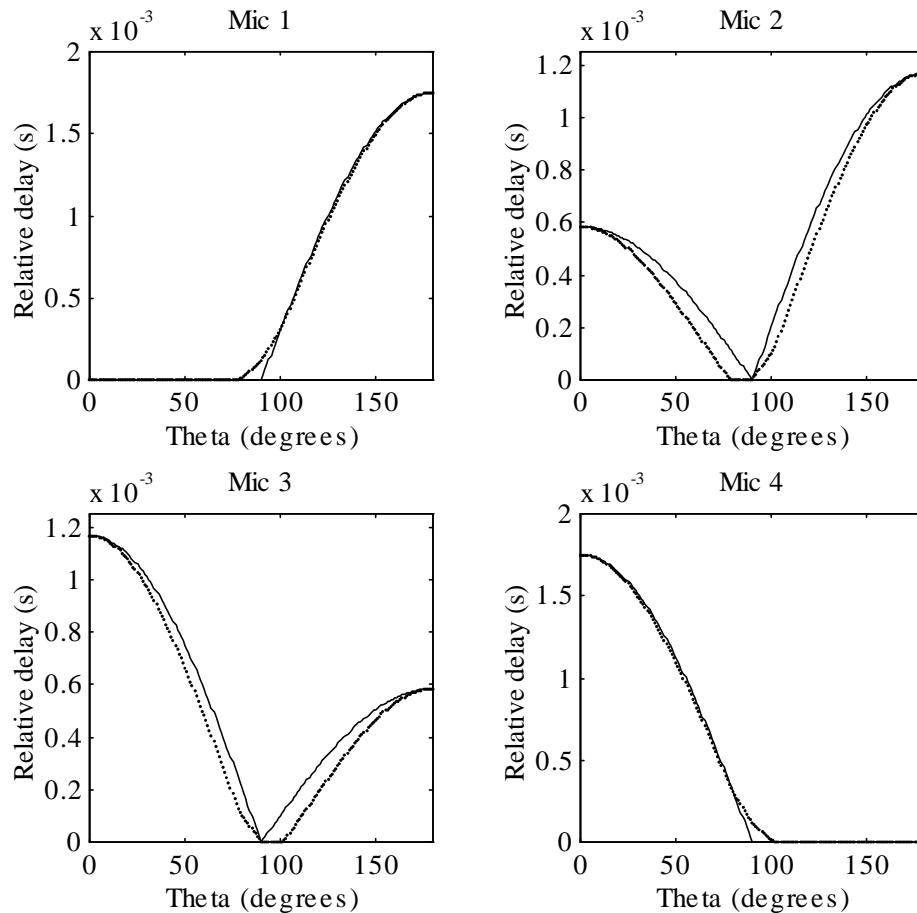 x 10-3
Mic 1
2
1.5
1
0.5
0
0 50 100 150
Relative delay (s)
Theta (degrees)
x 10-3
Mic 2
1.2
1
0.8
0.6
0.4
0.2
0
0 50 100 150
Relative delay (s)
Theta (degrees)
x 10-3
Mic 3
1.2
1
0.8
0.6
0.4
0.2
0
0 50 100 150
Relative delay (s)
Theta (degrees)
x 10-3
Mic 4
2
1.5
1
0.5
0
0 50 100 150
Relative delay (s)
Theta (degrees)